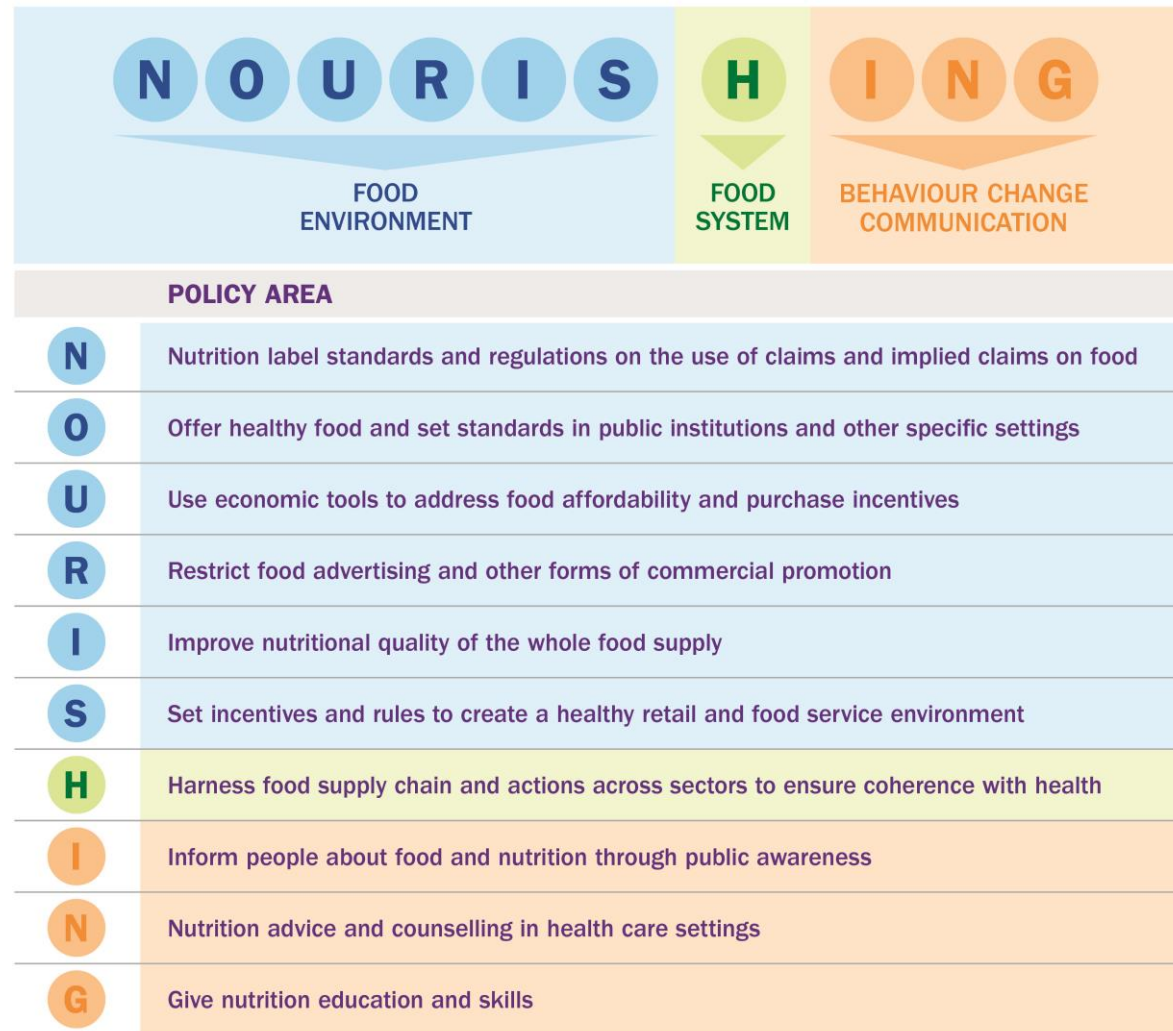 NOURISHING
FOOD
ENVIRONMENT
FOOD
SYSTEM
BEHAVIOUR CHANGE
COMMUNICATION
POLICY AREA
N Nutrition label standards and regulations on the use of claims and implied claims on food
O Offer healthy food and set standards in public institutions and other specific settings
U Use economic tools to address food affordability and purchase incentives
R Restrict food advertising and other forms of commercial promotion
I Improve nutritional quality of the whole food supply
S Set incentives and rules to create a healthy retail and food service environment
H Harness food supply chain and actions across sectors to ensure coherence with health
I Inform people about food and nutrition through public awareness
N Nutrition advice and counselling in health care settings
G Give nutrition education and skills